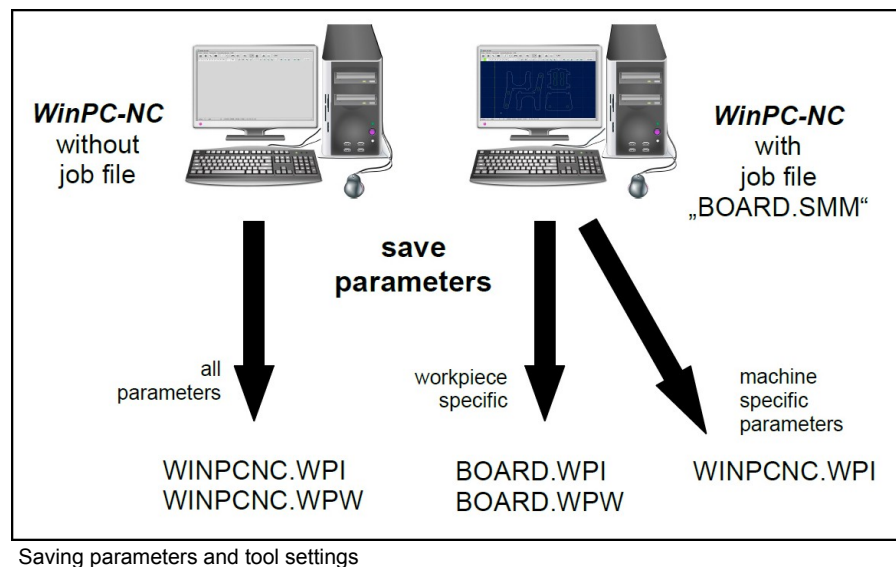 WinPC-NC
without
job file
WinPC-NC
with
job file
„BOARD.SMM“
save
parameters
all
parameters
workpiece
specific
machine
specific
parameters
WINPCNC.WPI
WINPCNC.WPW
BOARD.WPI
BOARD.WPW
WINPCNC.WPI
Saving parameters and tool settings